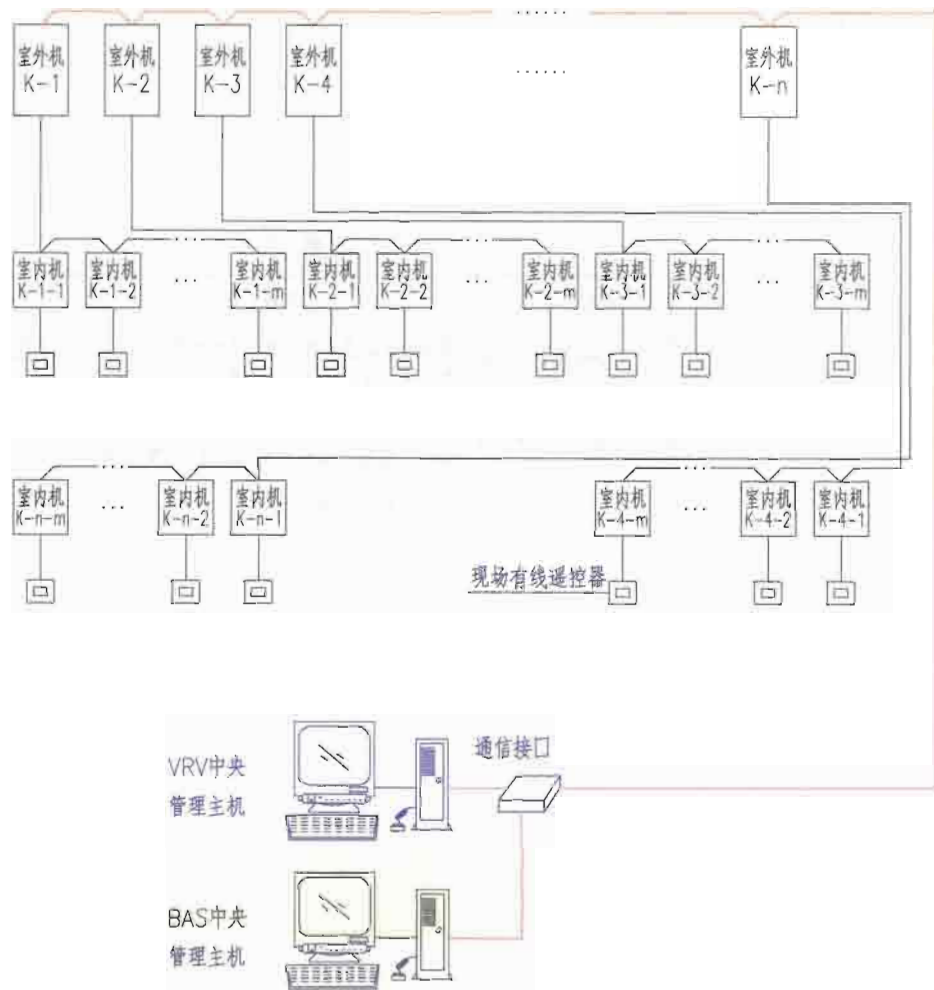 ......
室外机
K-1
室外机
K-2
室外机
K-3
室外机
K-4
......
室外机
K-n
...
...
...
室内机
K-1-1
室内机
K-1-2
...
室内机
K-1-m
室内机
K-2-1
室内机
K-2-2
...
室内机
K-2-m
室内机
K-3-1
室内机
K-3-2
...
室内机
K-3-m
...
...
室内机
K-n-m
...
室内机
K-n-2
室内机
K-n-1
室内机
K-4-m
...
室内机
K-4-2
室内机
K-4-1
现场有线遥控器
通信接口
VRV中央
管理主机
BAS中央
管理主机